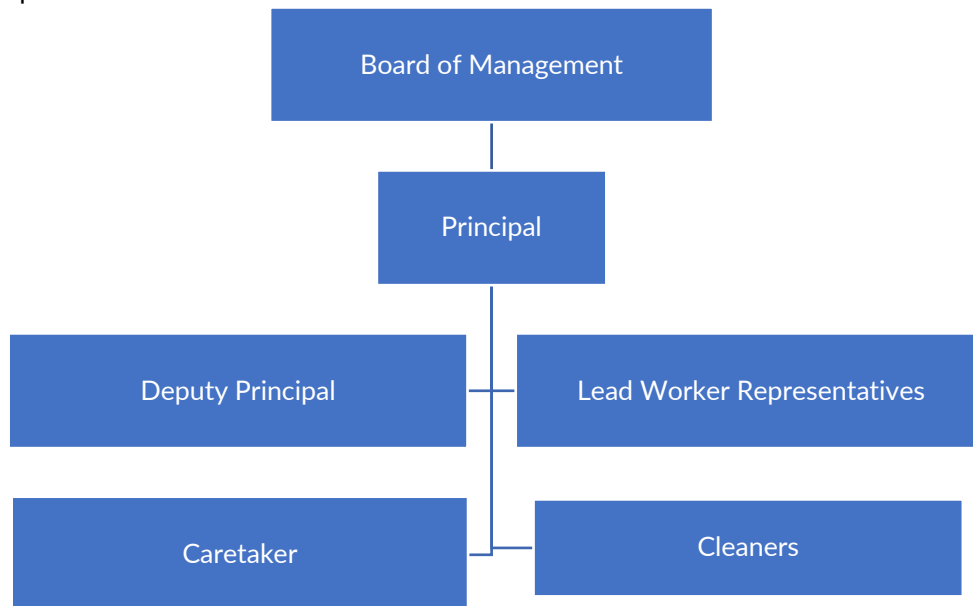 Board of Management
Principal
Deputy Principal
Lead Worker Representatives
Caretaker
Cleaners